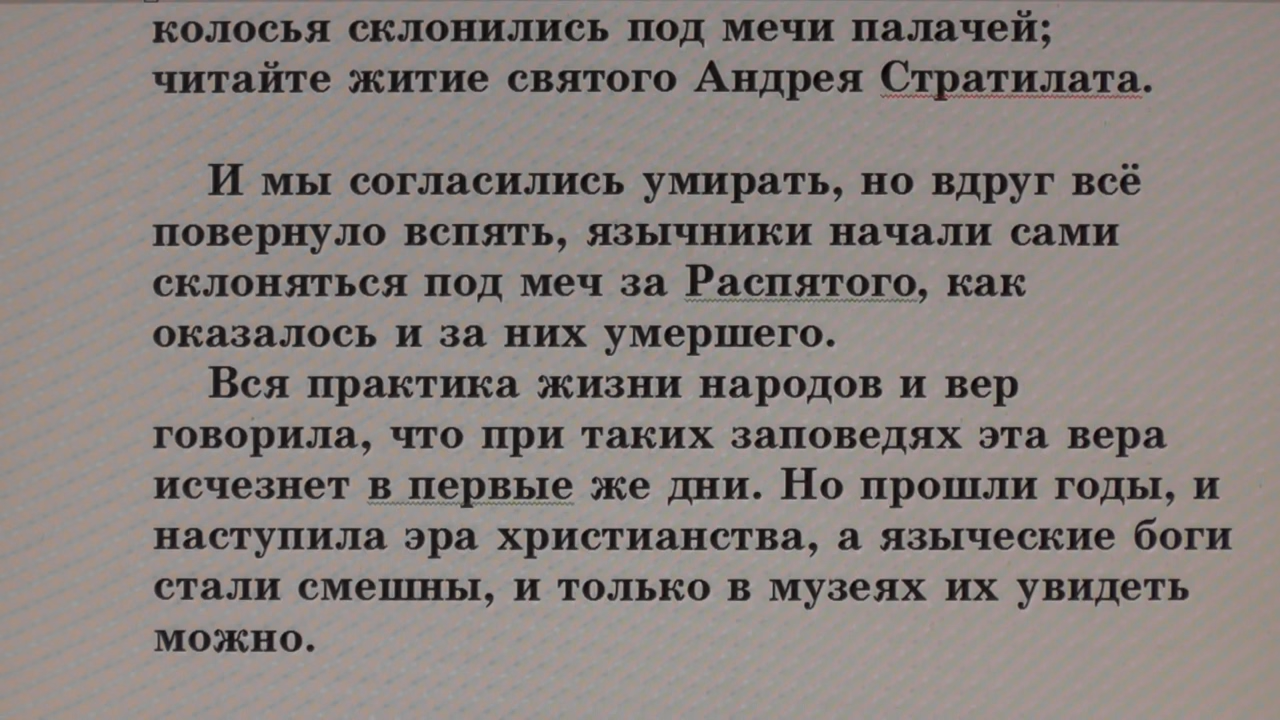 колосья склонились под мечи палачей;
читайте житие святого Андрея Стратилата.
И мы согласились умирать, но вдруг всё
повернуло вспять, язычники начали сами
склоняться под меч за Распятого, как
оказалось и за них умершего.
Вся практика жизни народов и вер
говорила, что при таких заповедях эта вера
исчезнет в первые же дни. Но прошли годы, и
наступила эра христианства, а языческие боги
стали смешны, и только в музеях их увидеть
можно.